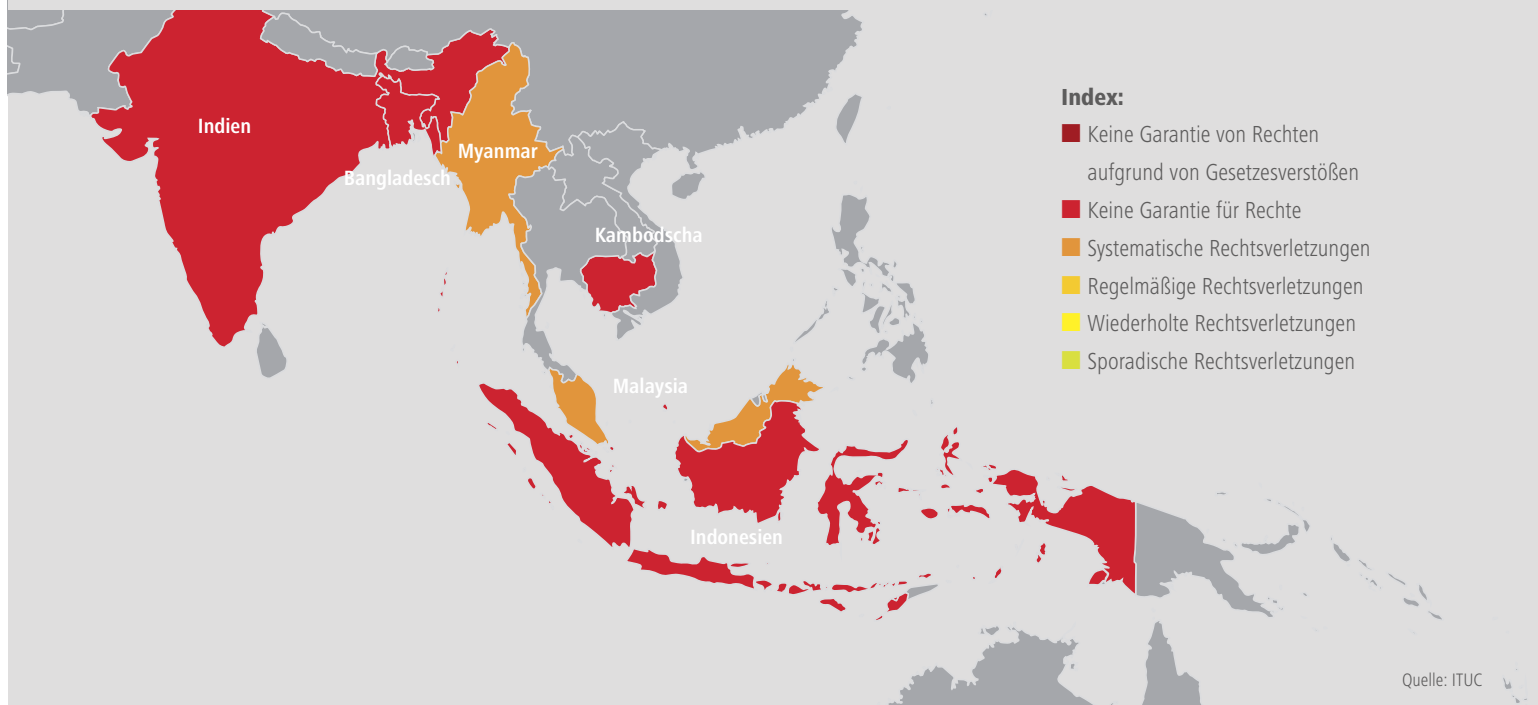 Indien
Myanmar
Bangladesch
Kambodscha
Malaysia
Indonesien
Index:
Keine Garantie von Rechten
aufgrund von Gesetzesverstößen
Keine Garantie für Rechte
Systematische Rechtsverletzungen
Regelmäßige Rechtsverletzungen
Wiederholte Rechtsverletzungen
Sporadische Rechtsverletzungen
Quelle: ITUC